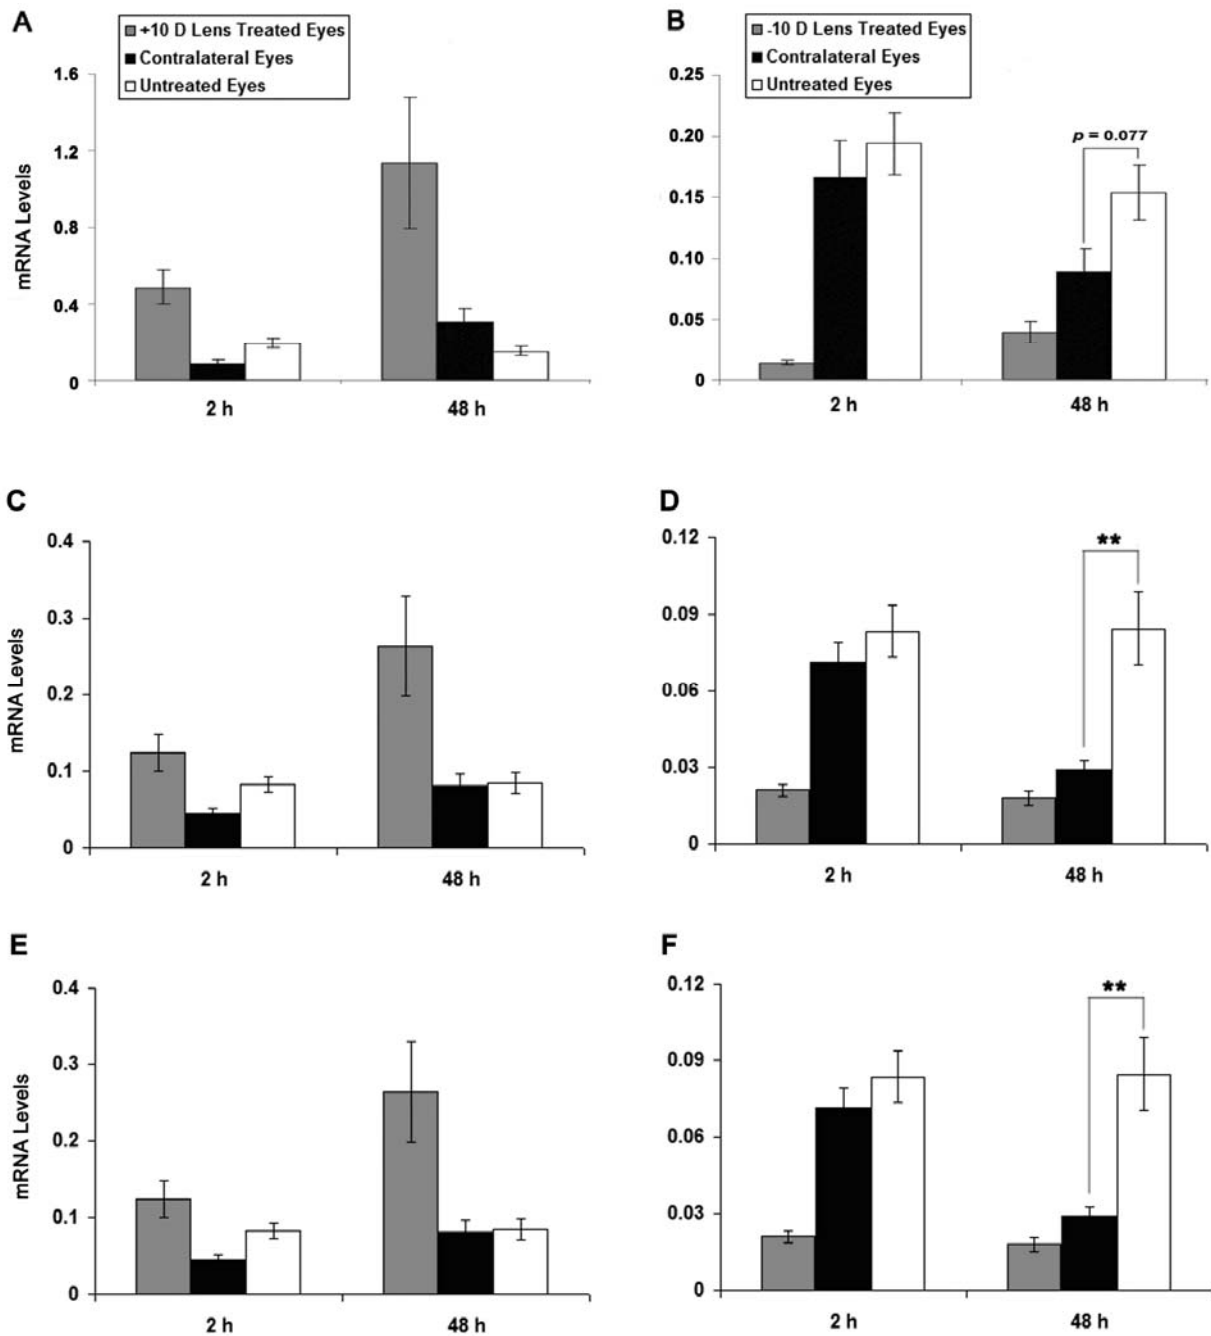 A
+10 D Lens Treated Eyes
Contralateral Eyes
Untreated Eyes
1.6
1.2
0.8
0.4
0
mRNA Levels
2 h
48 h
B
-10 D Lens Treated Eyes
Contralateral Eyes
Untreated Eyes
0.25
0.20
0.15
0.10
0.05
0
p = 0.077
2 h
48 h
C
0.4
0.3
0.2
0.1
0
mRNA Levels
2 h
48 h
D
0.12
0.09
0.06
0.03
0
**
2 h
48 h
E
0.4
0.3
0.2
0.1
0
mRNA Levels
2 h
48 h
F
0.12
0.09
0.06
0.03
0
**
2 h
48 h